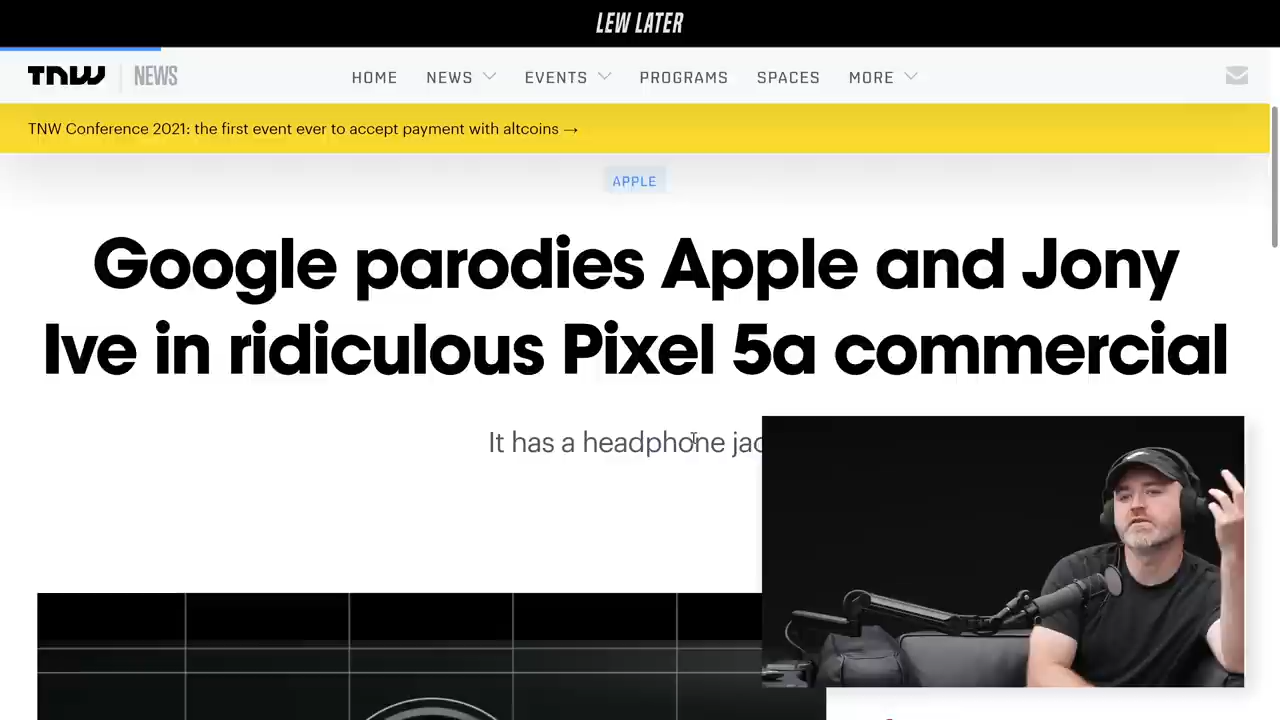 LEW LATER
TNW NEWS HOME NEWS EVENTS PROGRAMS SPACES MORE
TNW Conference 2021: the first event ever to accept payment with altcoins →
APPLE
Google parodies Apple and Jony
Ive in ridiculous Pixel 5a commercial
It has a headphone